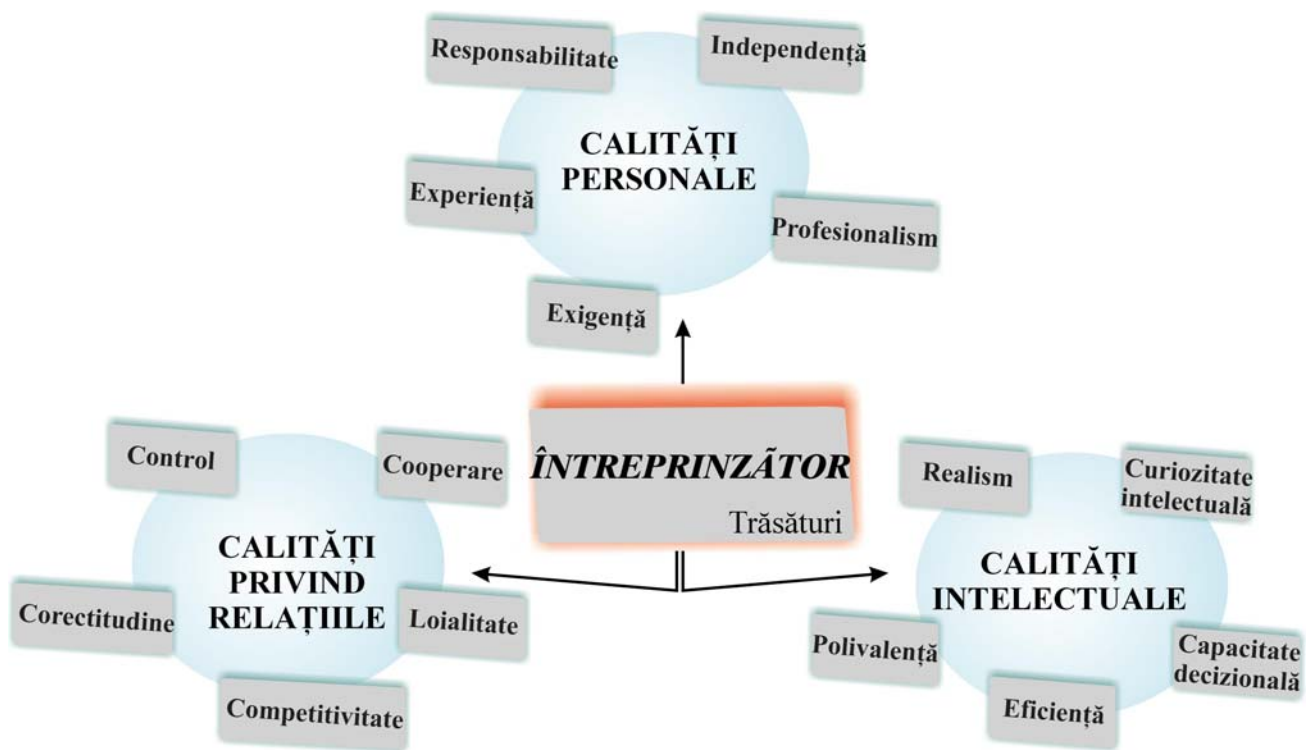 Responsabilitate
Independență
CALITĂȚI
PERSONALE
Experiență
Profesionalism
Exigență
ÎNTREPRINZÃTOR
Trăsături
Control
Cooperare
CALITĂȚI
PRIVIND
RELAȚIILE
Corectitudine
Loialitate
Competitivitate
Realism
Curiozitate
intelectuală
CALITĂȚI
INTELECTUALE
Polivalență
Capacitate
decizională
Eficiență